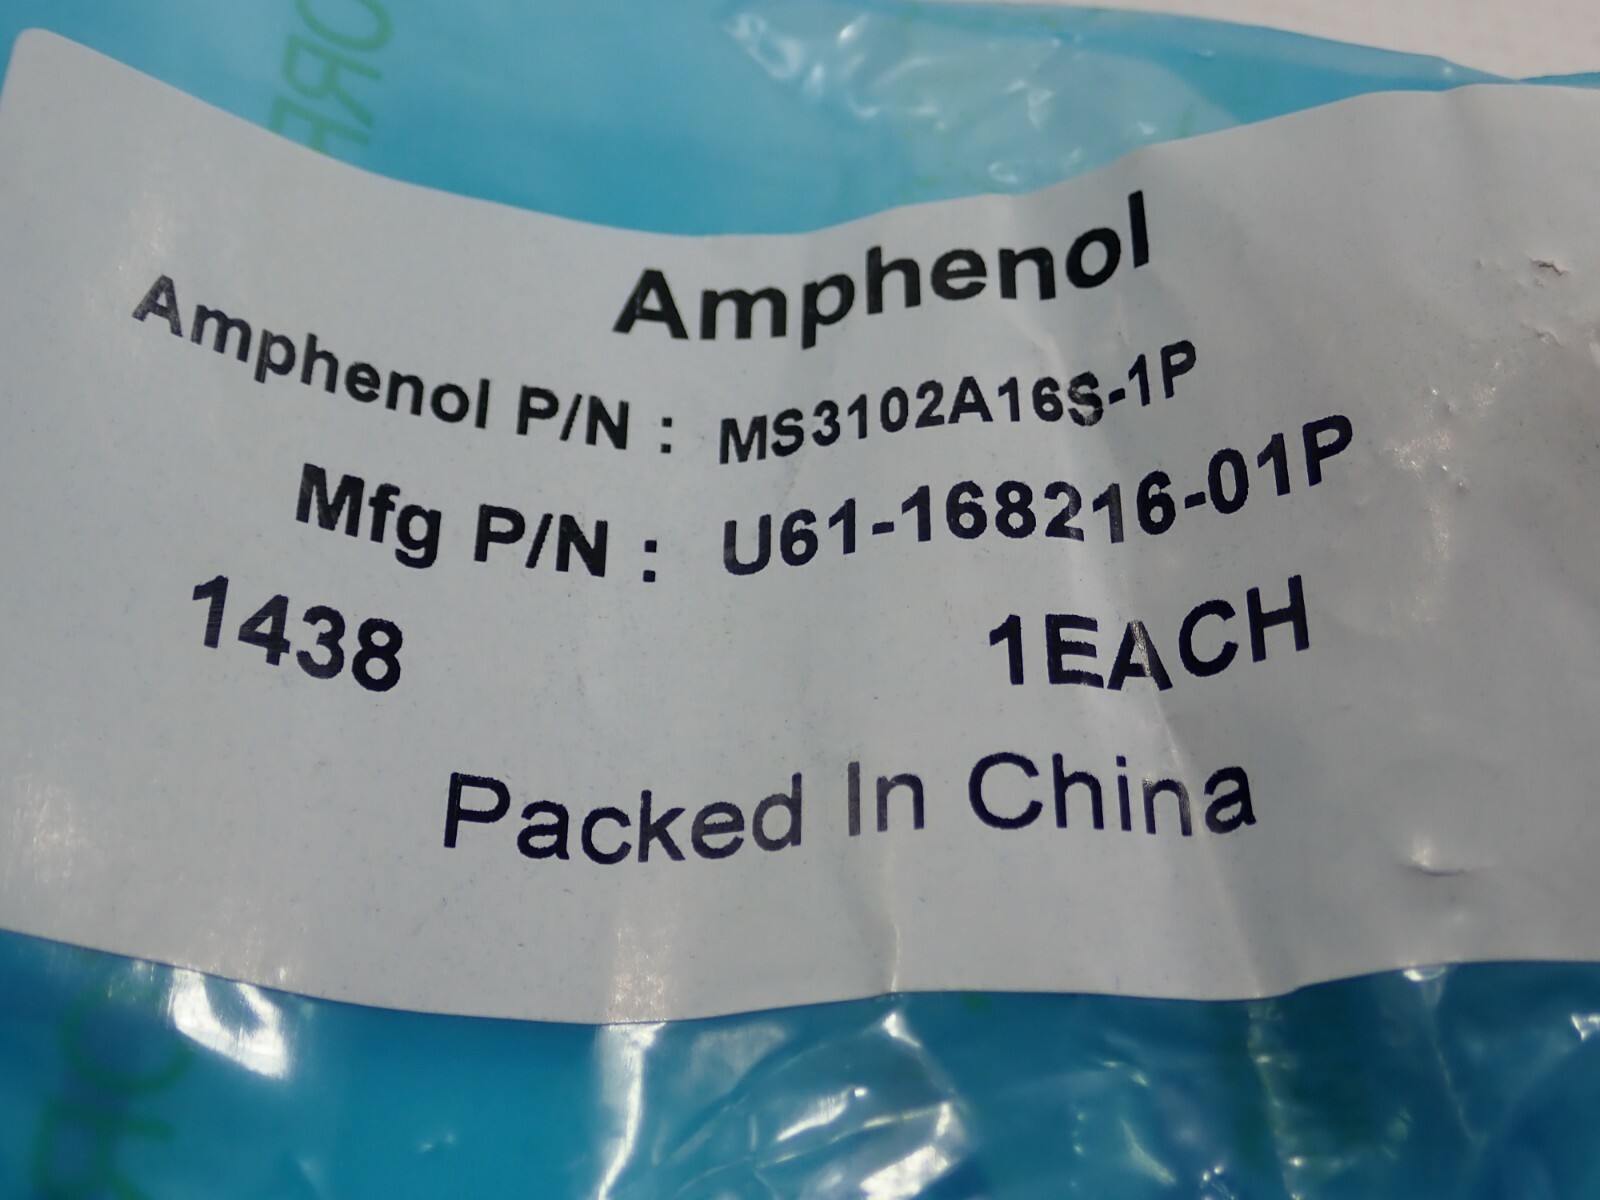 Amphenol
Amphenol P/N : MS3102A16S-1P
Mfg P/N : U61-168216-01P
1438 1EACH
Packed In China